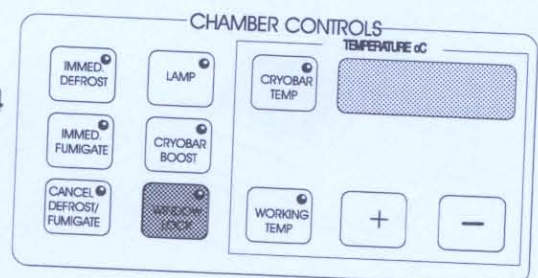 CHAMBER CONTROLS
TEMPERATURE oC
IMMED.
DEFROST
LAMP
CRYOBAR
TEMP
IMMED.
FUMIGATE
CRYOBAR
BOOST
CANCEL
DEFROST/
FUMIGATE
WINDOW
LOCK
WORKING
TEMP
+
-